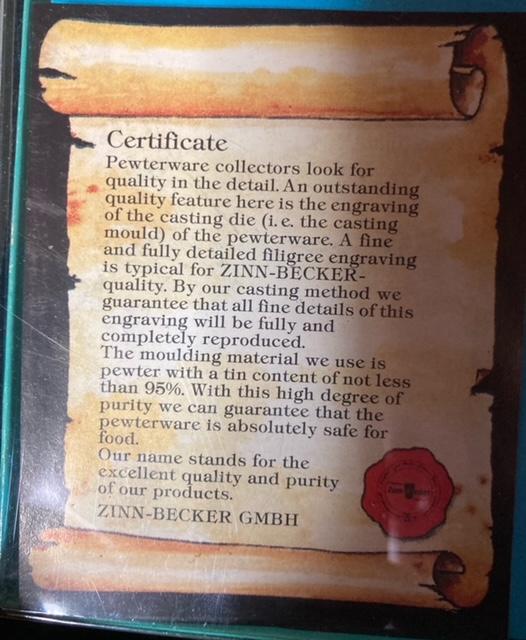 Certificate
Pewterware collectors look for
quality in the detail. An outstanding
quality feature here is the engraving
of the casting die (i. e. the casting
mould) of the pewterware. A fine
and fully detailed filigree engraving
is typical for ZINN-BECKER-
quality. By our casting method we
guarantee that all fine details of this
engraving will be fully and
completely reproduced.
The moulding material we use is
pewter with a tin content of not less
than 95%. With this high degree of
purity we can guarantee that the
pewterware is absolutely safe for
food.
Our name stands for the
excellent quality and purity
of our products.
ZINN-BECKER GMBH